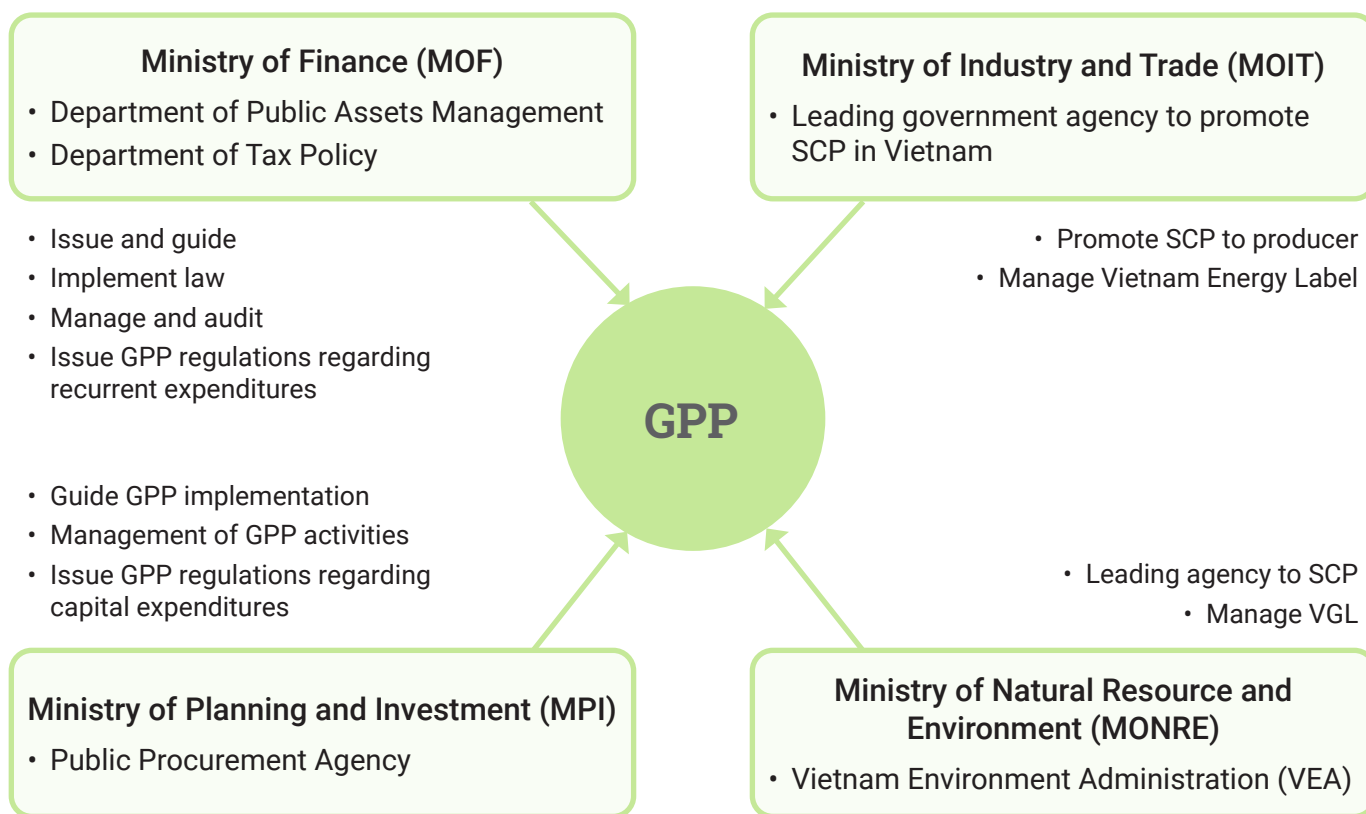 Ministry of Finance (MOF)
• Department of Public Assets Management
• Department of Tax Policy
Ministry of Industry and Trade (MOIT)
• Leading government agency to promote
SCP in Vietnam
• Issue and guide
• Implement law
• Manage and audit
• Issue GPP regulations regarding
recurrent expenditures
• Promote SCP to producer
• Manage Vietnam Energy Label
GPP
• Guide GPP implementation
• Management of GPP activities
• Issue GPP regulations regarding
capital expenditures
• Leading agency to SCP
• Manage VGL
Ministry of Planning and Investment (MPI)
• Public Procurement Agency
Ministry of Natural Resource and
Environment (MONRE)
• Vietnam Environment Administration (VEA)